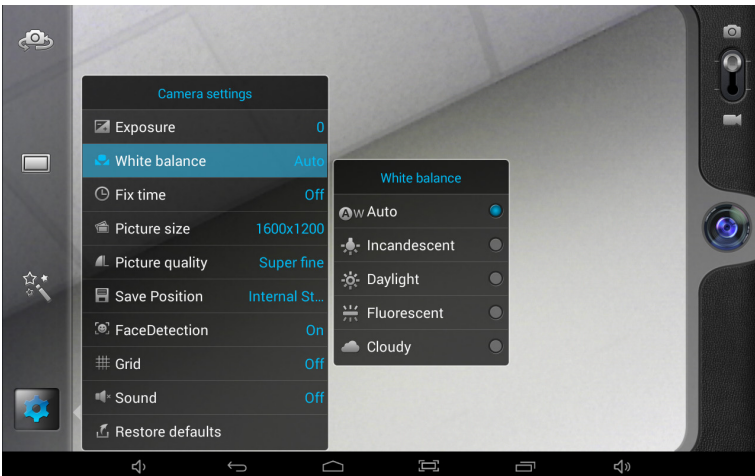 Camera settings
Exposure 0
White balance Auto
Fix time Off
Picture size 1600x1200
Picture quality Super fine
Save Position Internal St...
FaceDetection On
Grid Off
Sound Off
Restore defaults
White balance
AW Auto
Incandescent
Daylight
Fluorescent
Cloudy